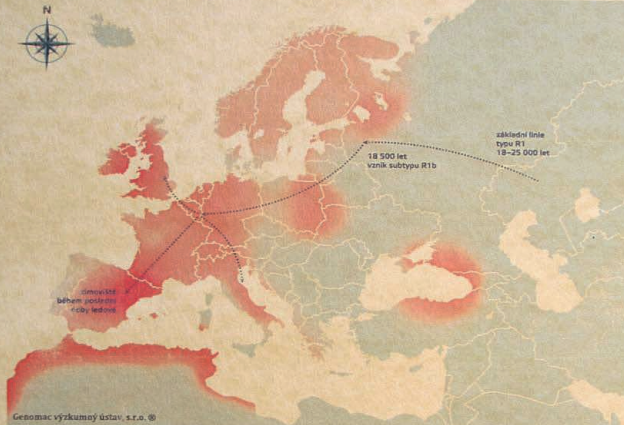 N
základní linie
typu R1
18–25 000 let
18 500 let
vznik subtypu R1b
zimoviště
během poslední
doby ledové
Genomac výzkumný ústav, s.r.o. ®